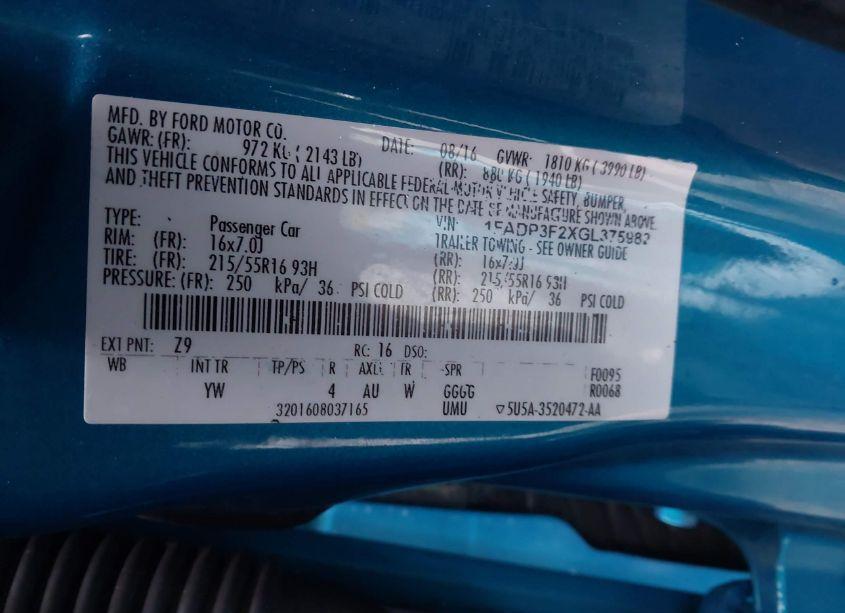 MFD. BY FORD MOTOR CO.
DATE: 08/16 GVWR: 1810 KG ( 3990 LB)
GAWR: (FR): 972 KG ( 2143 LB) (RR): 880 KG ( 1940 LB)
THIS VEHICLE CONFORMS TO ALL APPLICABLE FEDERAL MOTOR VEHICLE SAFETY, BUMPER,
AND THEFT PREVENTION STANDARDS IN EFFECT ON THE DATE OF MANUFACTURE SHOWN ABOVE.
VIN: 1FADP3F2XGL375982
TYPE: Passenger Car TRAILER TOWING - SEE OWNER GUIDE
RIM: (FR): 16x7.0J (RR): 16x7.0J
TIRE: (FR): 215/55R16 93H (RR): 215/55R16 93H
PRESSURE: (FR): 250 kPa/ 36 PSI COLD (RR): 250 kPa/ 36 PSI COLD
EXT PNT: Z9 RC: 16 DSO:
WB INT TR TP/PS R AXLE TR SPR F0095
YW 4 AU W GGGG R0068
3201608037165 UMU ▽5U5A-3520472-AA